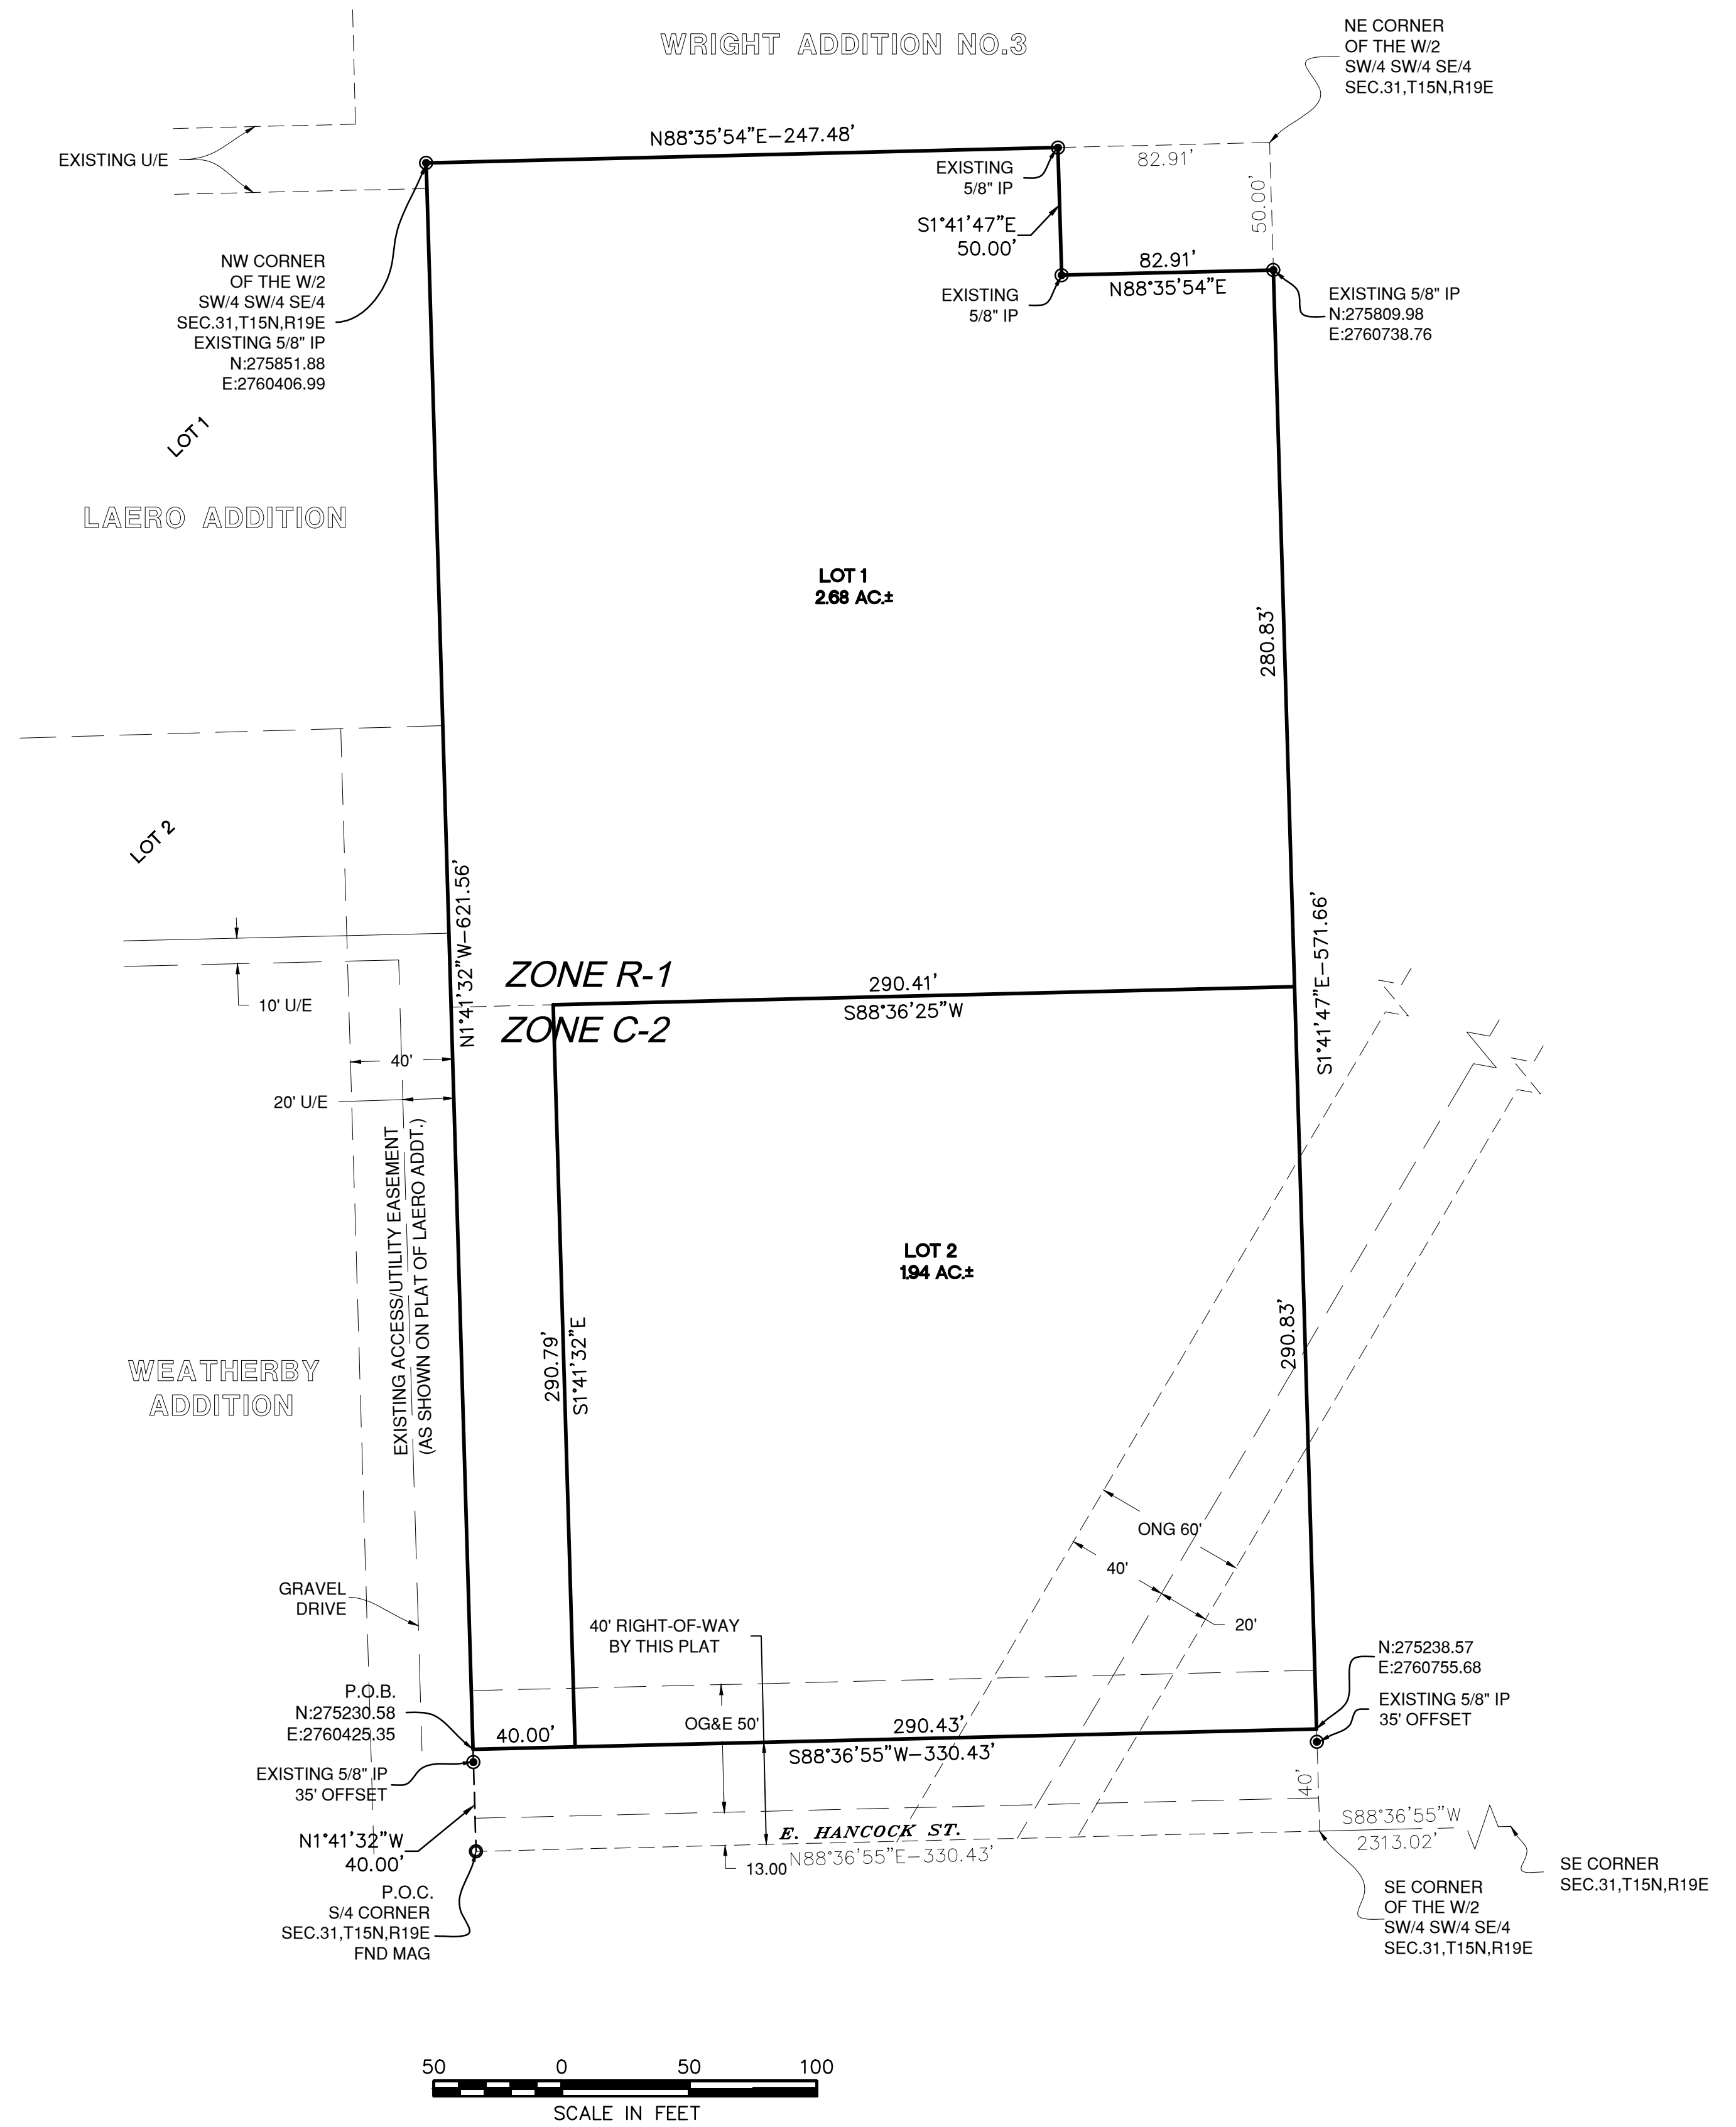 WRIGHT ADDITION NO.3
NE CORNER
OF THE W/2
SW/4 SW/4 SE/4
SEC.31,T15N,R19E
EXISTING U/E
N88°35'54"E-247.48'
82.91'
50.00'
EXISTING
5/8" IP
S1°41'47"E
50.00'
82.91'
N88°35'54"E
EXISTING
5/8" IP
EXISTING 5/8" IP
N:275809.98
E:2760738.76
NW CORNER
OF THE W/2
SW/4 SW/4 SE/4
SEC.31,T15N,R19E
EXISTING 5/8" IP
N:275851.88
E:2760406.99
LOT 1
LAERO ADDITION
LOT 1
2.68 AC.±
280.83'
LOT 2
N1°41'32"W-621.56'
S1°41'47"E-571.66'
ZONE R-1
ZONE C-2
290.41'
S88°36'25"W
10' U/E
40'
20' U/E
EXISTING ACCESS/UTILITY EASEMENT
(AS SHOWN ON PLAT OF LAERO ADDT.)
LOT 2
1.94 AC.±
290.79'
S1°41'32"E
290.83'
WEATHERBY
ADDITION
ONG 60'
40'
20'
GRAVEL
DRIVE
40' RIGHT-OF-WAY
BY THIS PLAT
P.O.B.
N:275230.58
E:2760425.35
N:275238.57
E:2760755.68
EXISTING 5/8" IP
35' OFFSET
OG&E 50'
40.00'
290.43'
S88°36'55"W-330.43'
EXISTING 5/8" IP
35' OFFSET
40'
N1°41'32"W
40.00'
E. HANCOCK ST.
N88°36'55"E-330.43'
13.00
S88°36'55"W
2313.02'
P.O.C.
S/4 CORNER
SEC.31,T15N,R19E
FND MAG
SE CORNER
OF THE W/2
SW/4 SW/4 SE/4
SEC.31,T15N,R19E
SE CORNER
SEC.31,T15N,R19E
50 0 50 100
SCALE IN FEET